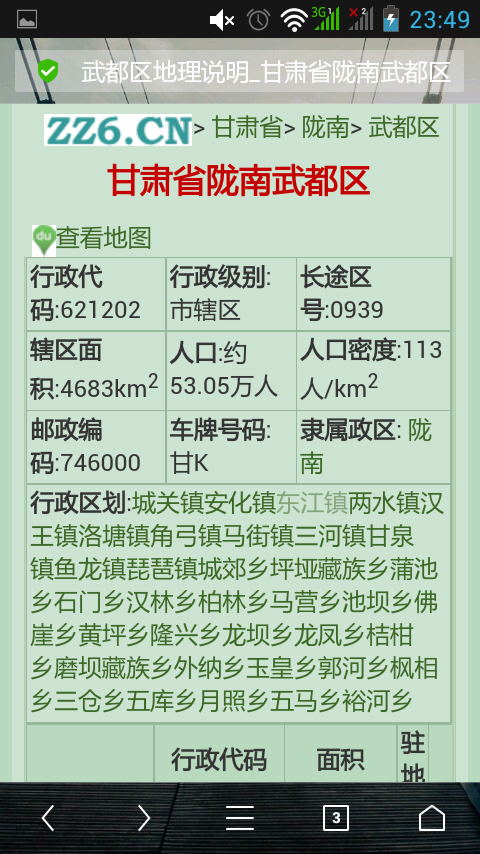 3G 1 2 23:49
武都区地理说明_甘肃省陇南武都区
ZZ6.CN> 甘肃省> 陇南> 武都区
甘肃省陇南武都区
du 查看地图
行政代
码:621202
行政级别:
市辖区
长途区
号:0939
辖区面
积:4683km²
人口:约
53.05万人
人口密度:113
人/km²
邮政编
码:746000
车牌号码:
甘K
隶属政区: 陇
南
行政区划:城关镇安化镇东江镇两水镇汉
王镇洛塘镇角弓镇马街镇三河镇甘泉
镇鱼龙镇琵琶镇城郊乡坪垭藏族乡蒲池
乡石门乡汉林乡柏林乡马营乡池坝乡佛
崖乡黄坪乡隆兴乡龙坝乡龙凤乡桔柑
乡磨坝藏族乡外纳乡玉皇乡郭河乡枫相
乡三仓乡五库乡月照乡五马乡裕河乡
行政代码
面积
驻
地
3